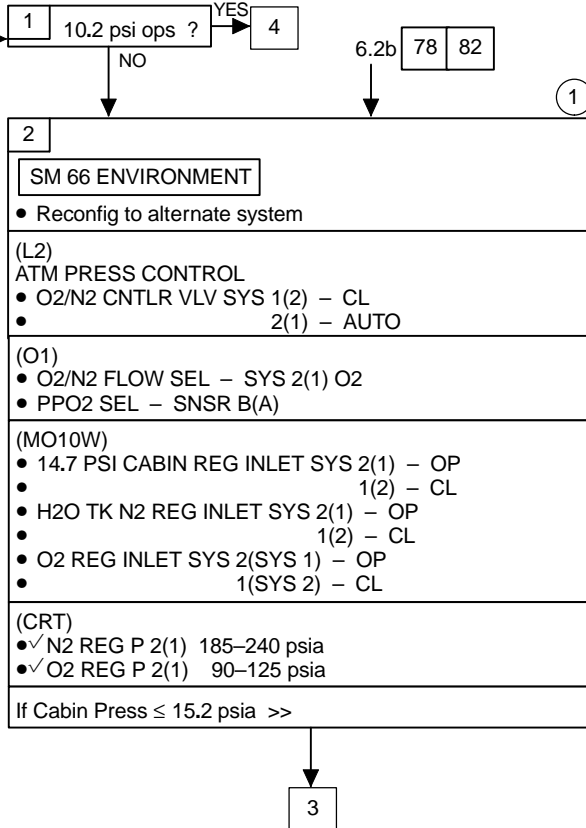 1 10.2 psi ops ? YES 4
NO
6.2b 78 82
1
2
SM 66 ENVIRONMENT
• Reconfig to alternate system
(L2)
ATM PRESS CONTROL
• O2/N2 CNTLR VLV SYS 1(2) – CL
• 2(1) – AUTO
(O1)
• O2/N2 FLOW SEL – SYS 2(1) O2
• PPO2 SEL – SNSR B(A)
(MO10W)
• 14.7 PSI CABIN REG INLET SYS 2(1) – OP
• 1(2) – CL
• H2O TK N2 REG INLET SYS 2(1) – OP
• 1(2) – CL
• O2 REG INLET SYS 2(SYS 1) – OP
• 1(SYS 2) – CL
(CRT)
•√ N2 REG P 2(1) 185–240 psia
•√ O2 REG P 2(1) 90–125 psia
If Cabin Press ≤ 15.2 psia >>
3